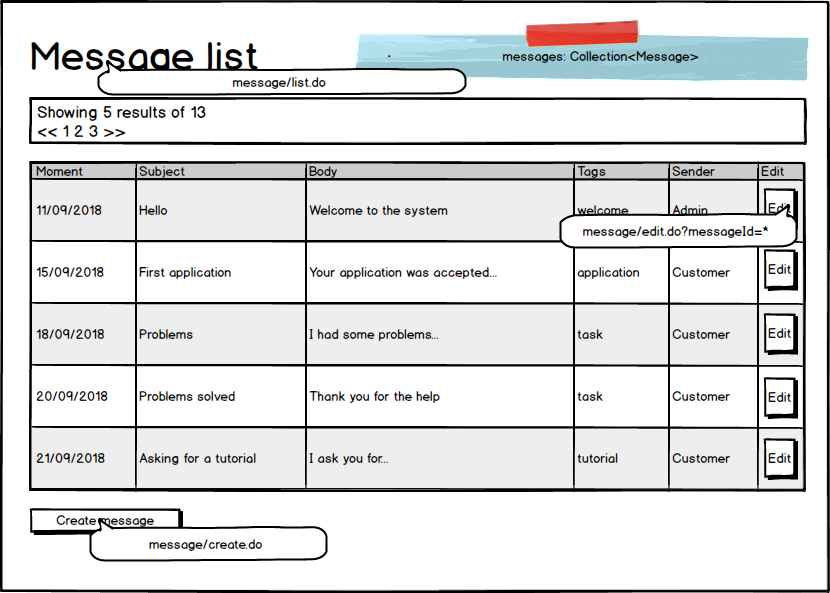 Message list
messages: Collection<Message>
message/list.do
Showing 5 results of 13
<< 1 2 3 >>
Moment Subject Body Tags Sender Edit
11/09/2018 Hello Welcome to the system welcome Admin Edit
message/edit.do?messageId=*
15/09/2018 First application Your application was accepted... application Customer Edit
18/09/2018 Problems I had some problems... task Customer Edit
20/09/2018 Problems solved Thank you for the help task Customer Edit
21/09/2018 Asking for a tutorial I ask you for... tutorial Customer Edit
Create message
message/create.do